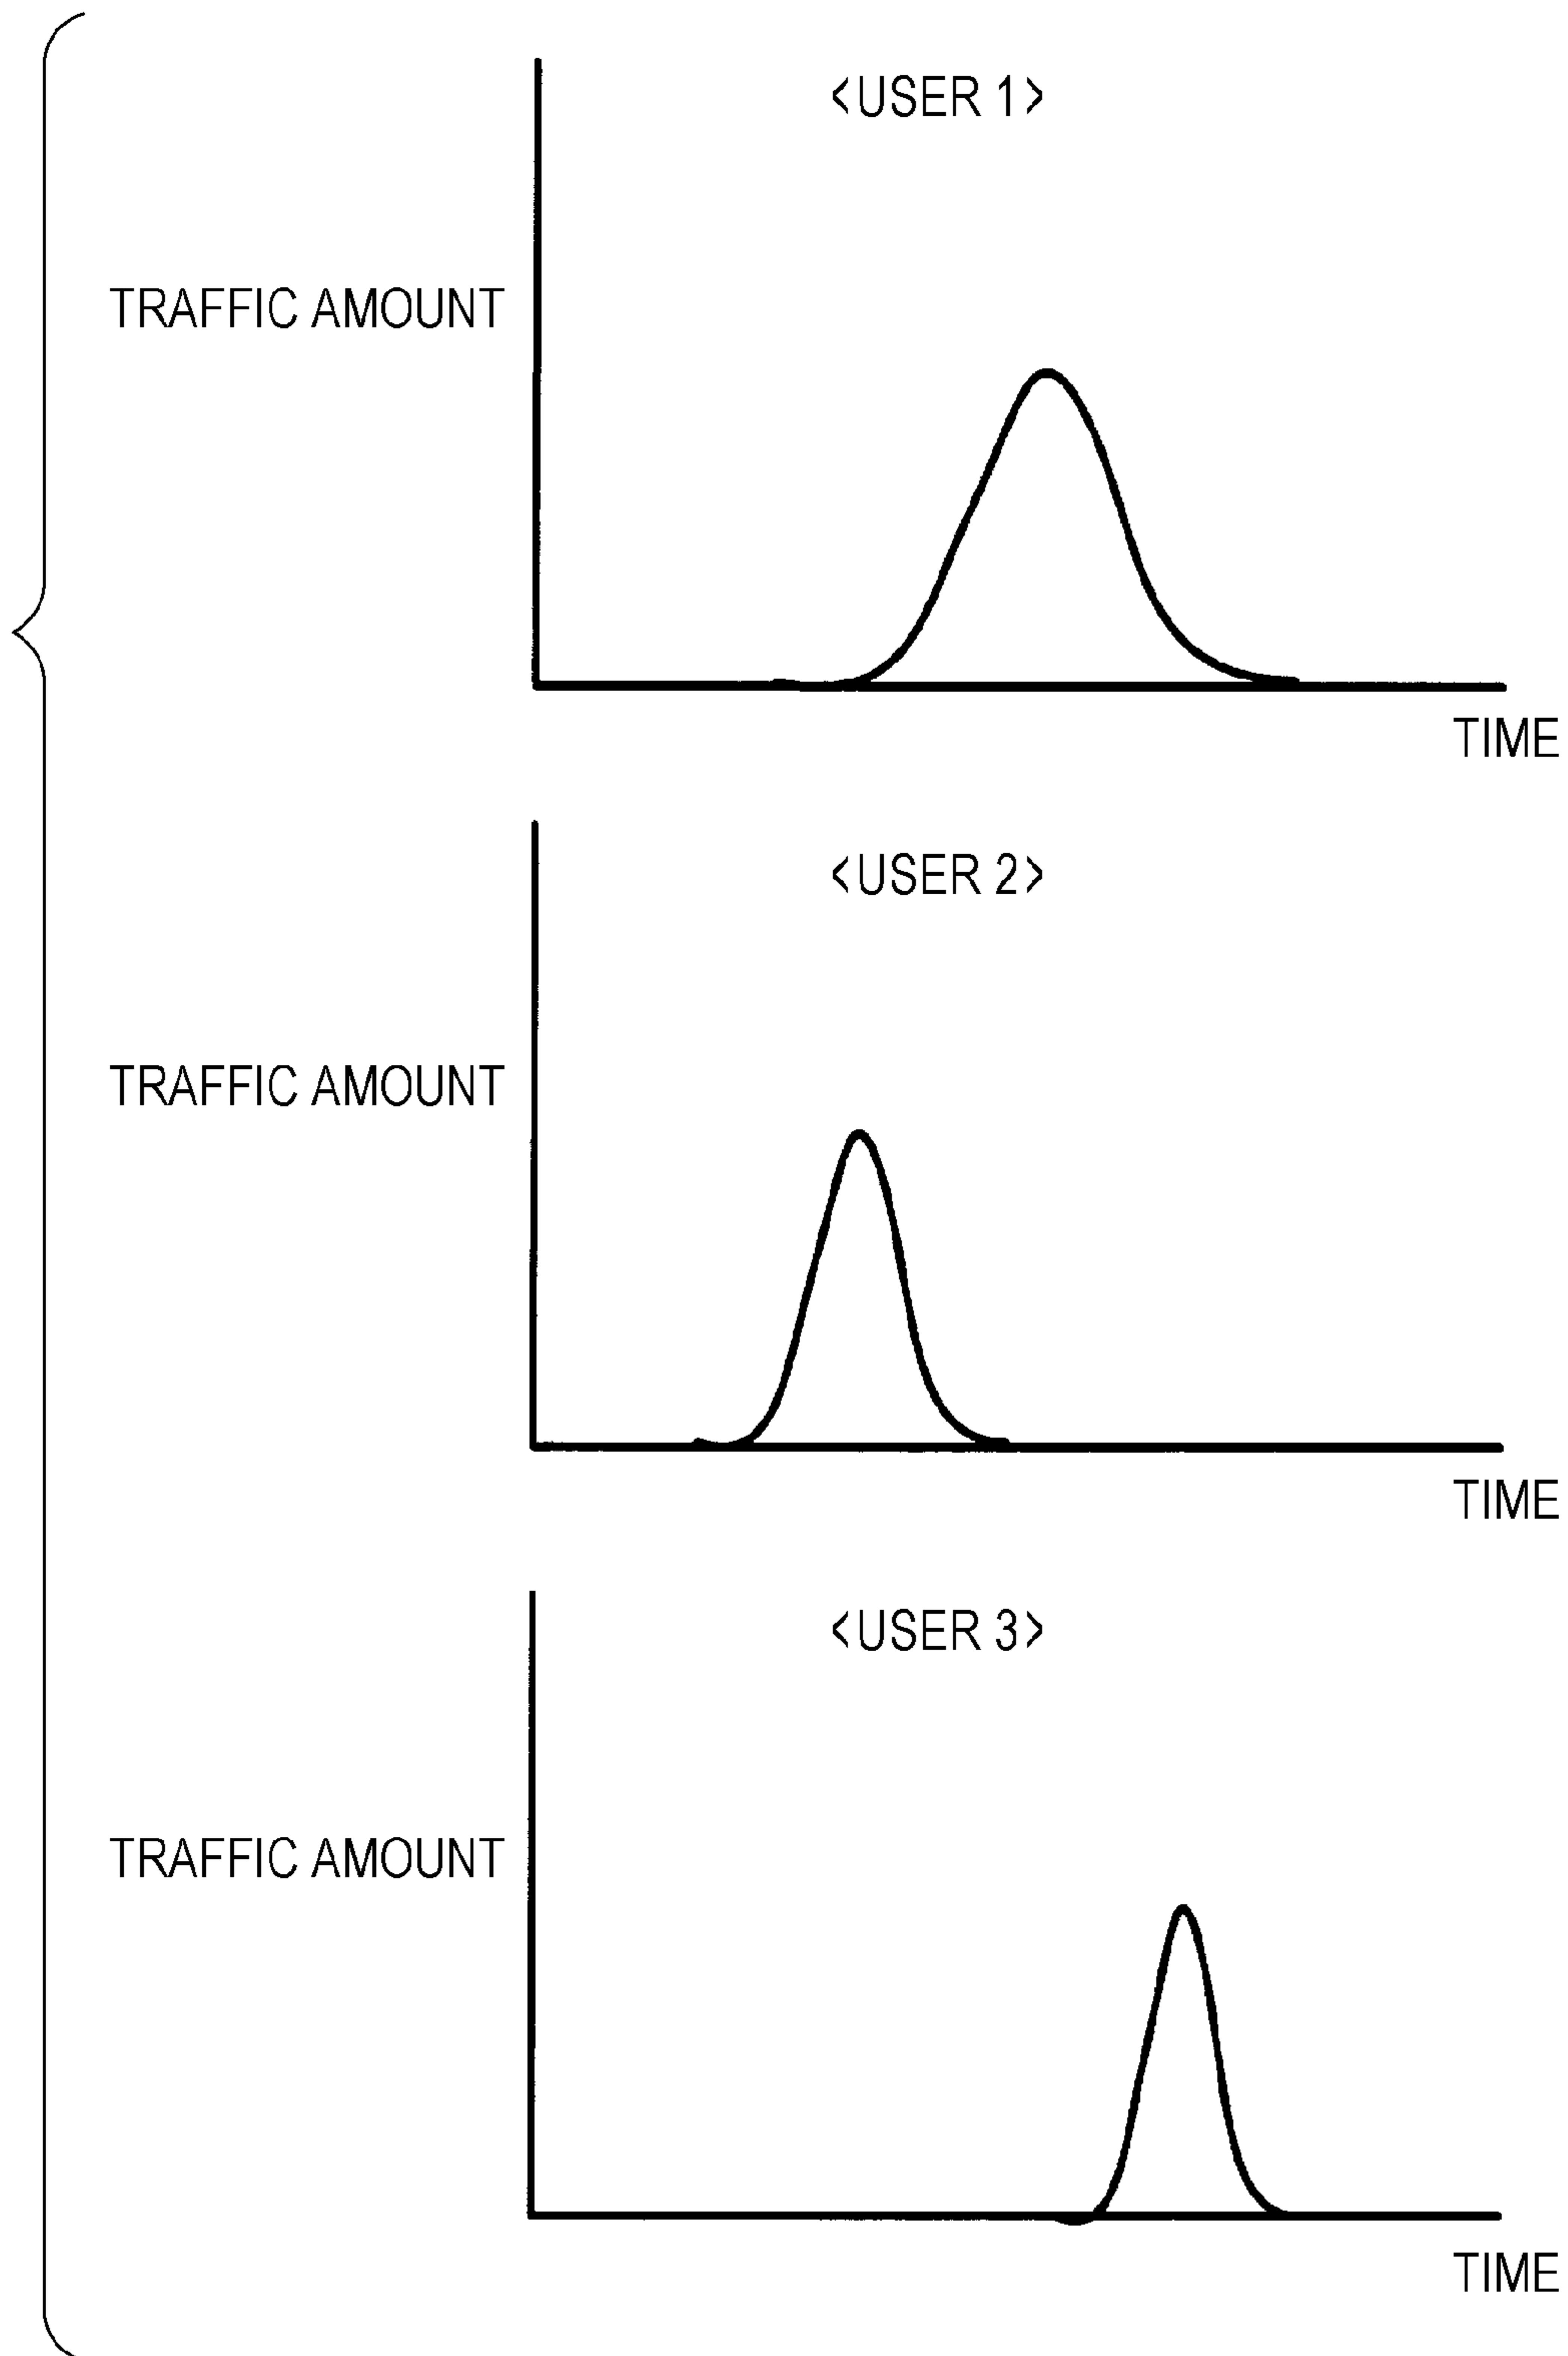 <USER 1>
TRAFFIC AMOUNT
TIME
<USER 2>
TRAFFIC AMOUNT
TIME
<USER 3>
TRAFFIC AMOUNT
TIME